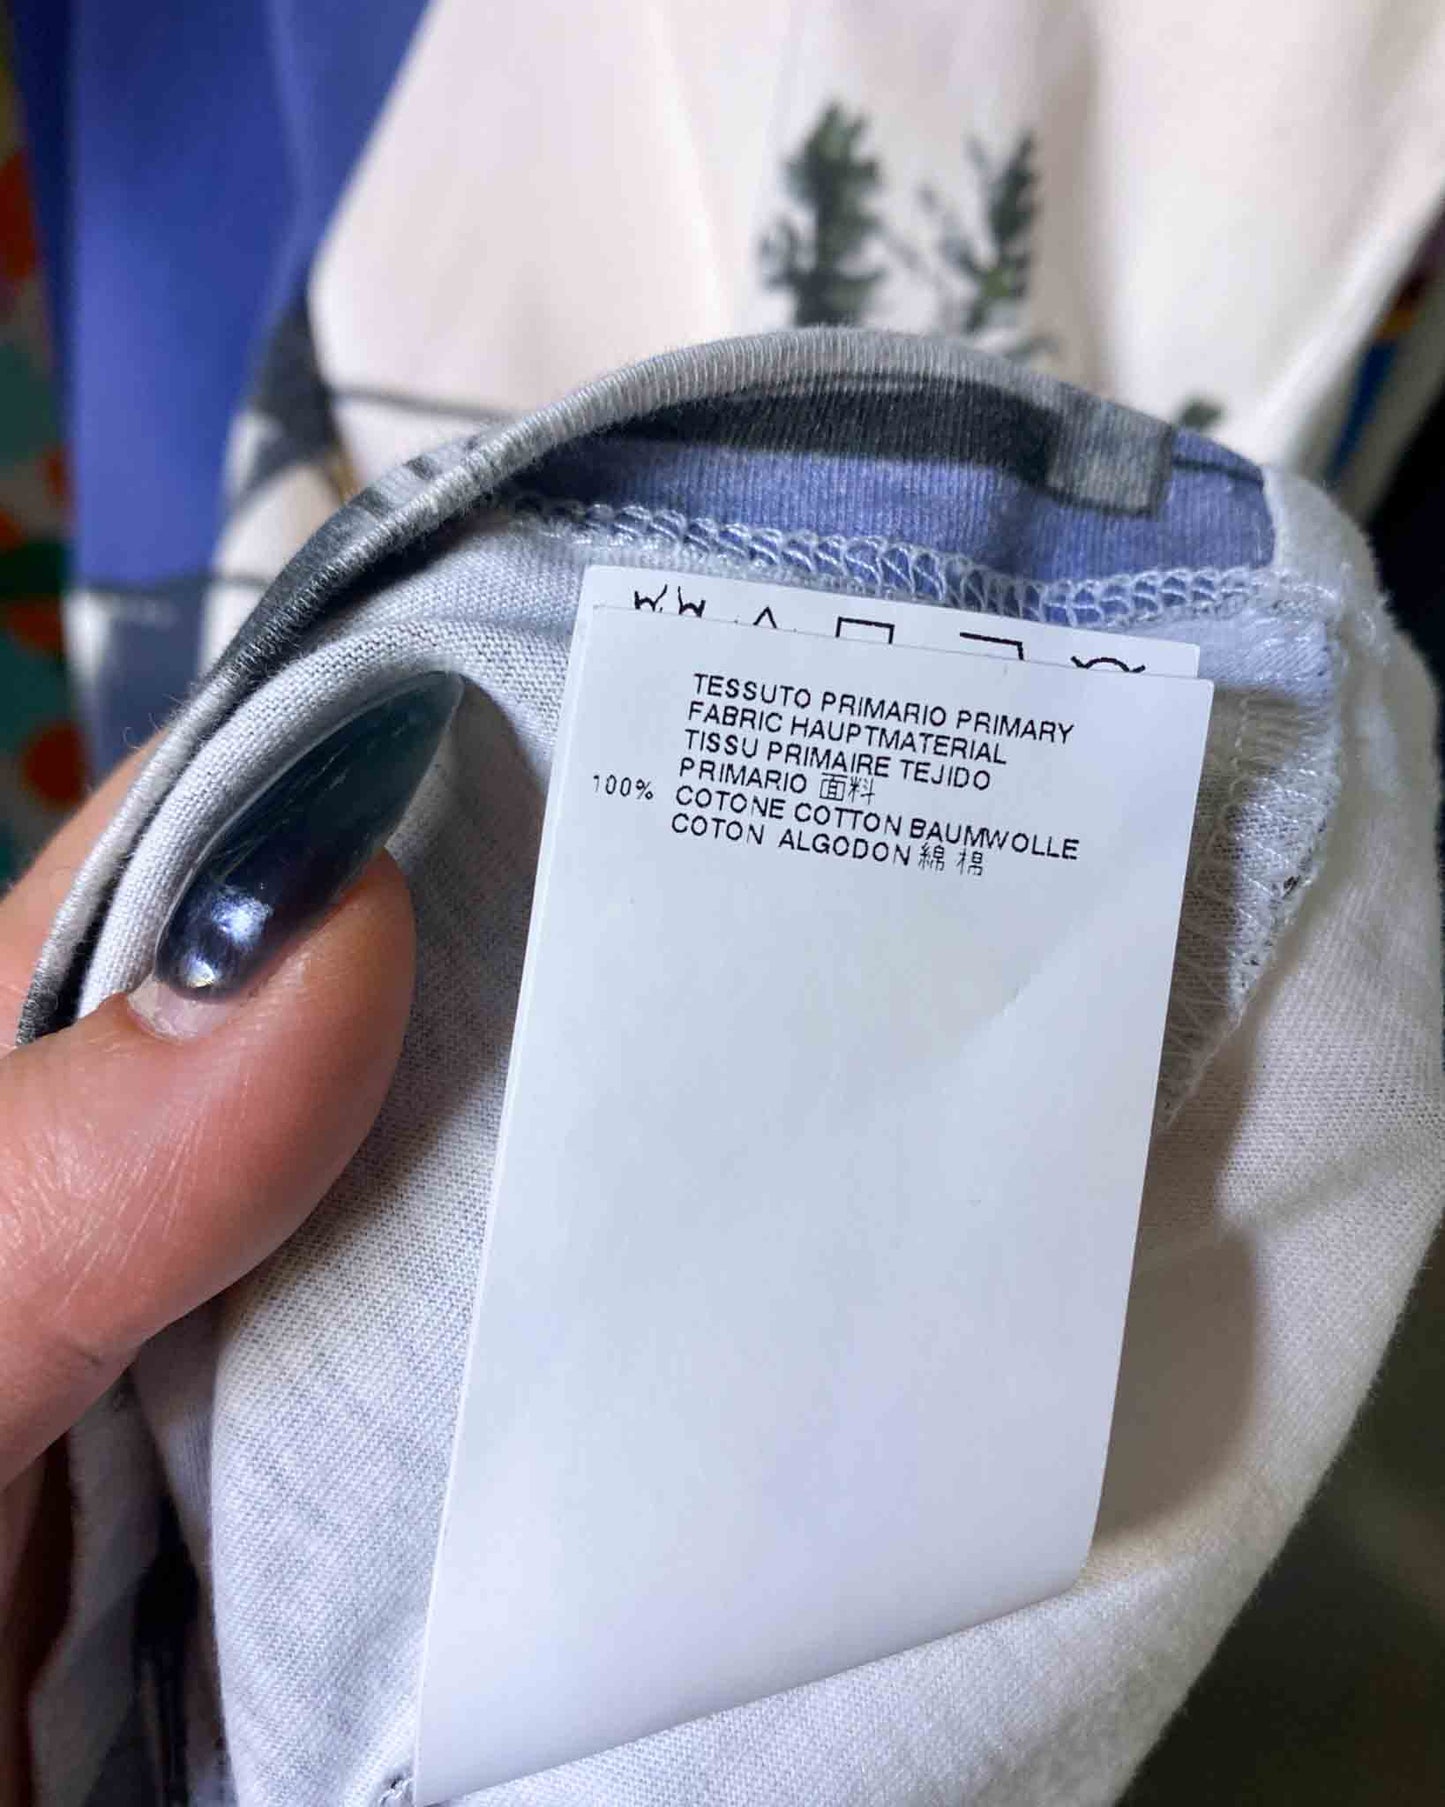 TESSUTO PRIMARIO PRIMARY
FABRIC HAUPTMATERIAL
TISSU PRIMAIRE TEJIDO
PRIMARIO 面料
100% COTONE COTTON BAUMWOLLE
COTON ALGODON 綿 棉